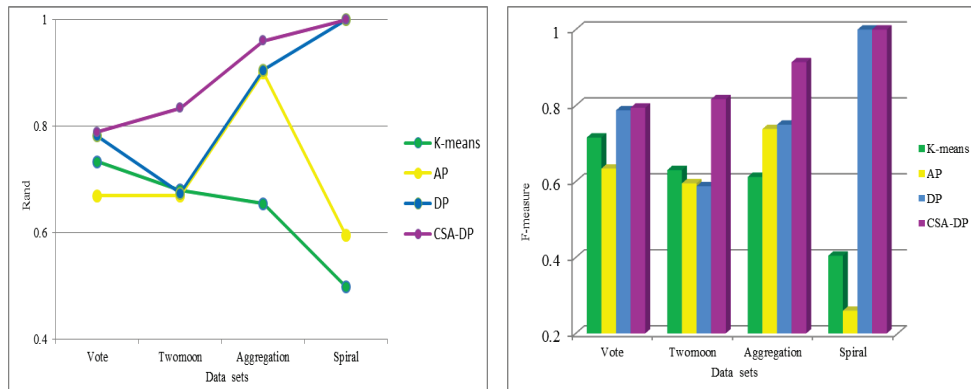 1
0.8
0.6
0.4
Rand
Vote Twomoon Aggregation Spiral
Data sets
K-means
AP
DP
CSA-DP
1
0.8
0.6
0.4
0.2
F-measure
Vote Twomoon Aggregation Spiral
Data sets
K-means
AP
DP
CSA-DP